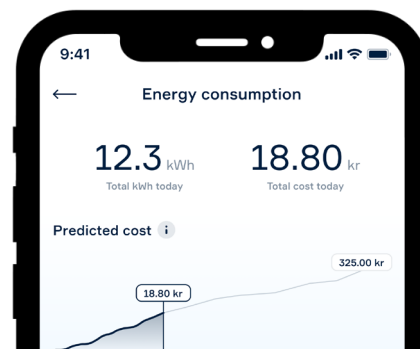 9:41
Energy consumption
12.3 kWh
Total kWh today
18.80 kr
Total cost today
Predicted cost i
325.00 kr
18.80 kr